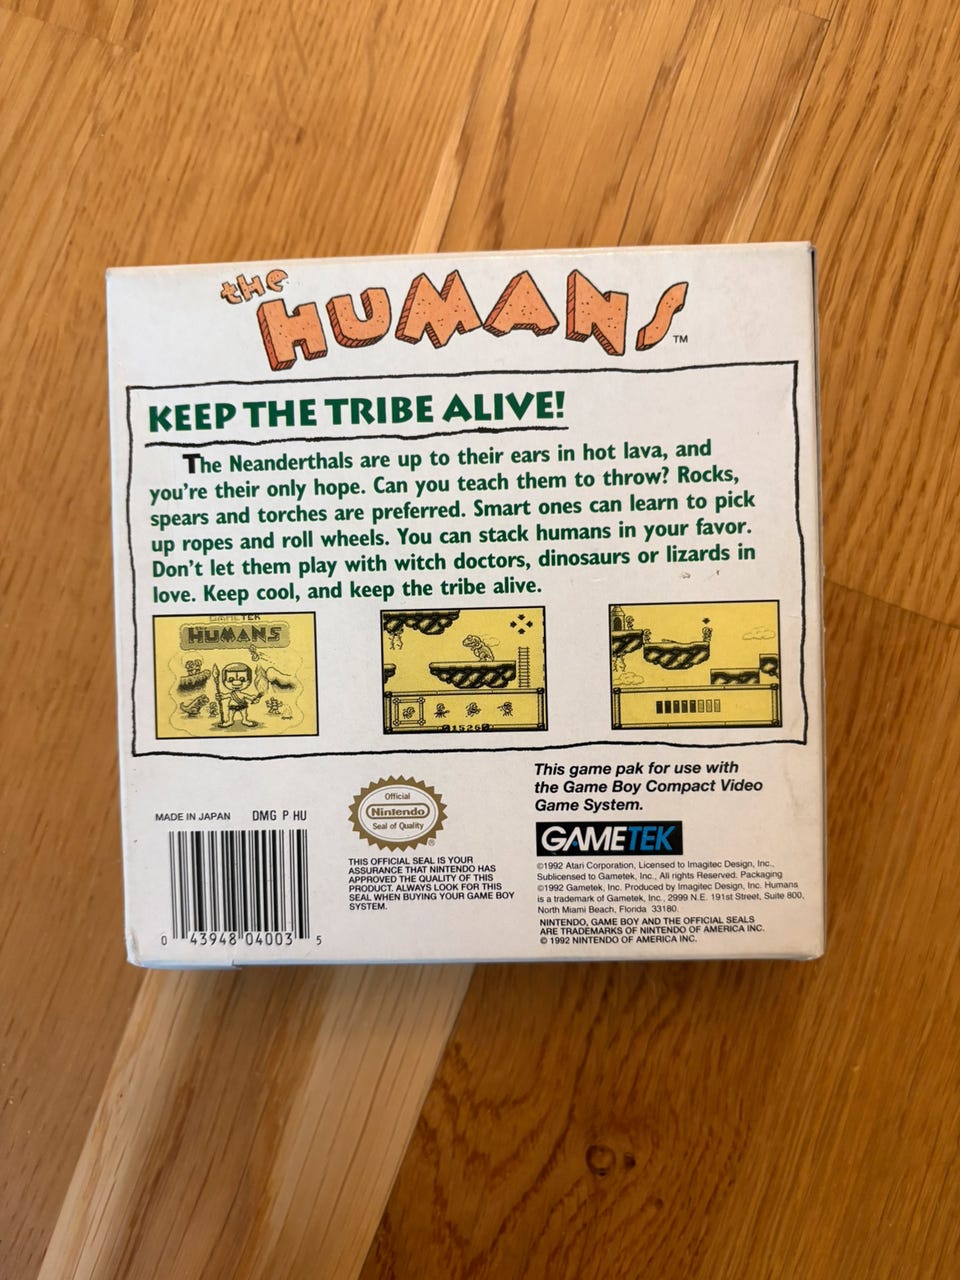 the
HUMANS™
KEEP THE TRIBE ALIVE!
The Neanderthals are up to their ears in hot lava, and
you're their only hope. Can you teach them to throw? Rocks,
spears and torches are preferred. Smart ones can learn to pick
up ropes and roll wheels. You can stack humans in your favor.
Don't let them play with witch doctors, dinosaurs or lizards in
love. Keep cool, and keep the tribe alive.
GAMETEK
HUMANS
015260
MADE IN JAPAN DMG P HU
0 43948 04003 5
Official
Nintendo
Seal of Quality
®
THIS OFFICIAL SEAL IS YOUR
ASSURANCE THAT NINTENDO HAS
APPROVED THE QUALITY OF THIS
PRODUCT. ALWAYS LOOK FOR THIS
SEAL WHEN BUYING YOUR GAME BOY
SYSTEM.
This game pak for use with
the Game Boy Compact Video
Game System.
GAMETEK
©1992 Atari Corporation, Licensed to Imagitec Design, Inc.,
Sublicensed to Gametek, Inc., All rights Reserved. Packaging
©1992 Gametek, Inc. Produced by Imagitec Design, Inc. Humans
is a trademark of Gametek, Inc., 2999 N.E. 191st Street, Suite 800,
North Miami Beach, Florida 33180.
NINTENDO, GAME BOY AND THE OFFICIAL SEALS
ARE TRADEMARKS OF NINTENDO OF AMERICA INC.
© 1992 NINTENDO OF AMERICA INC.